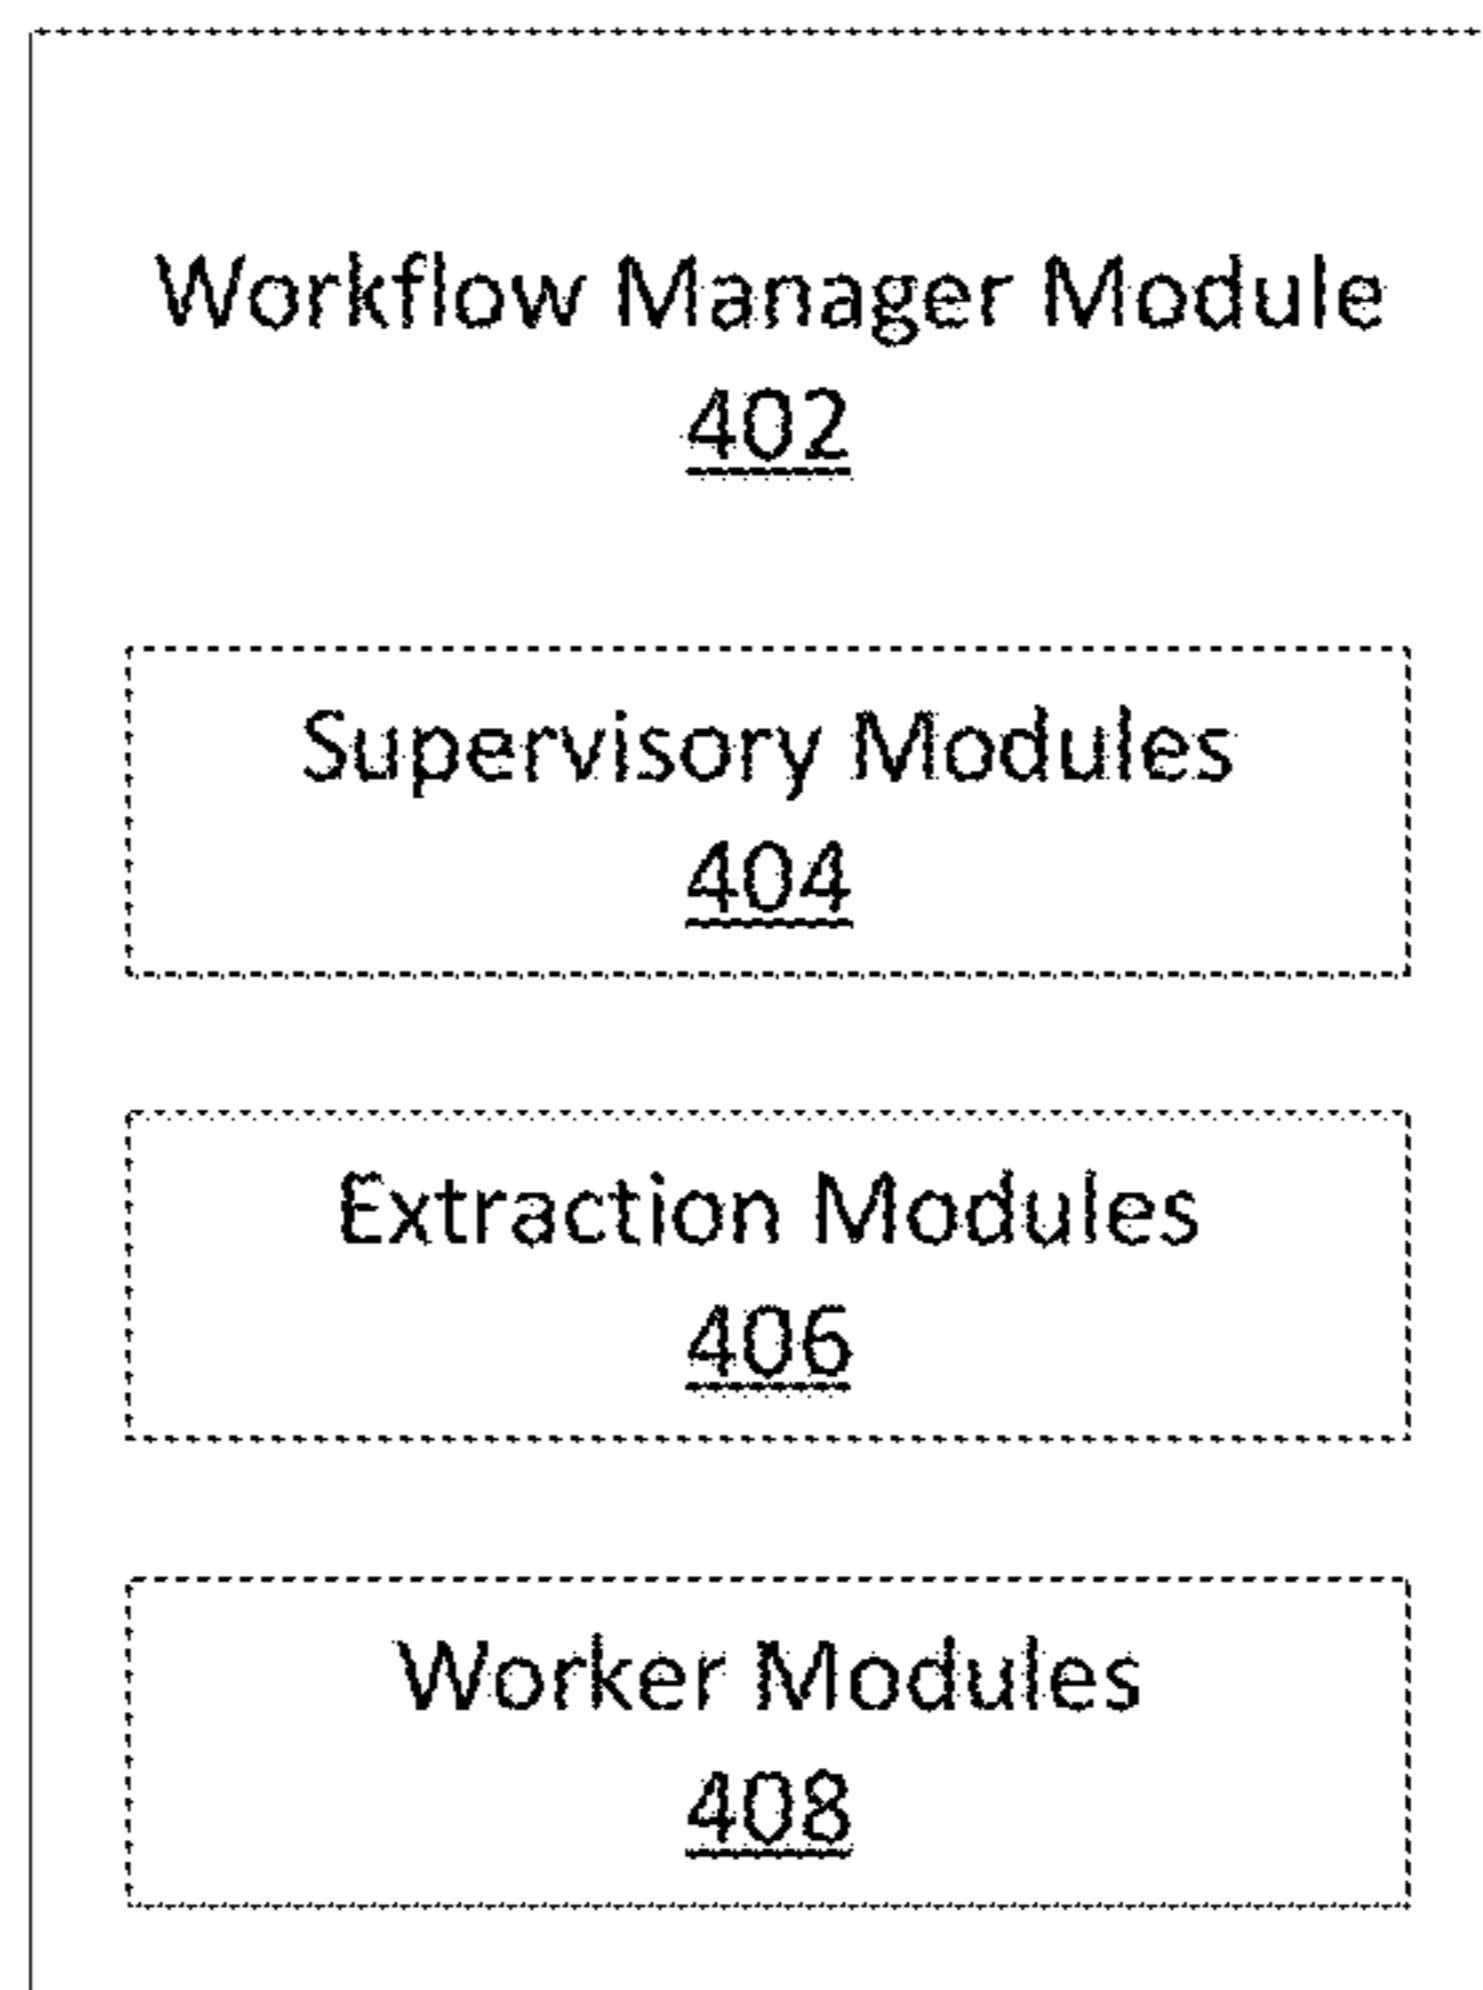 Workflow Manager Module
402
Supervisory Modules
404
Extraction Modules
406
Worker Modules
408